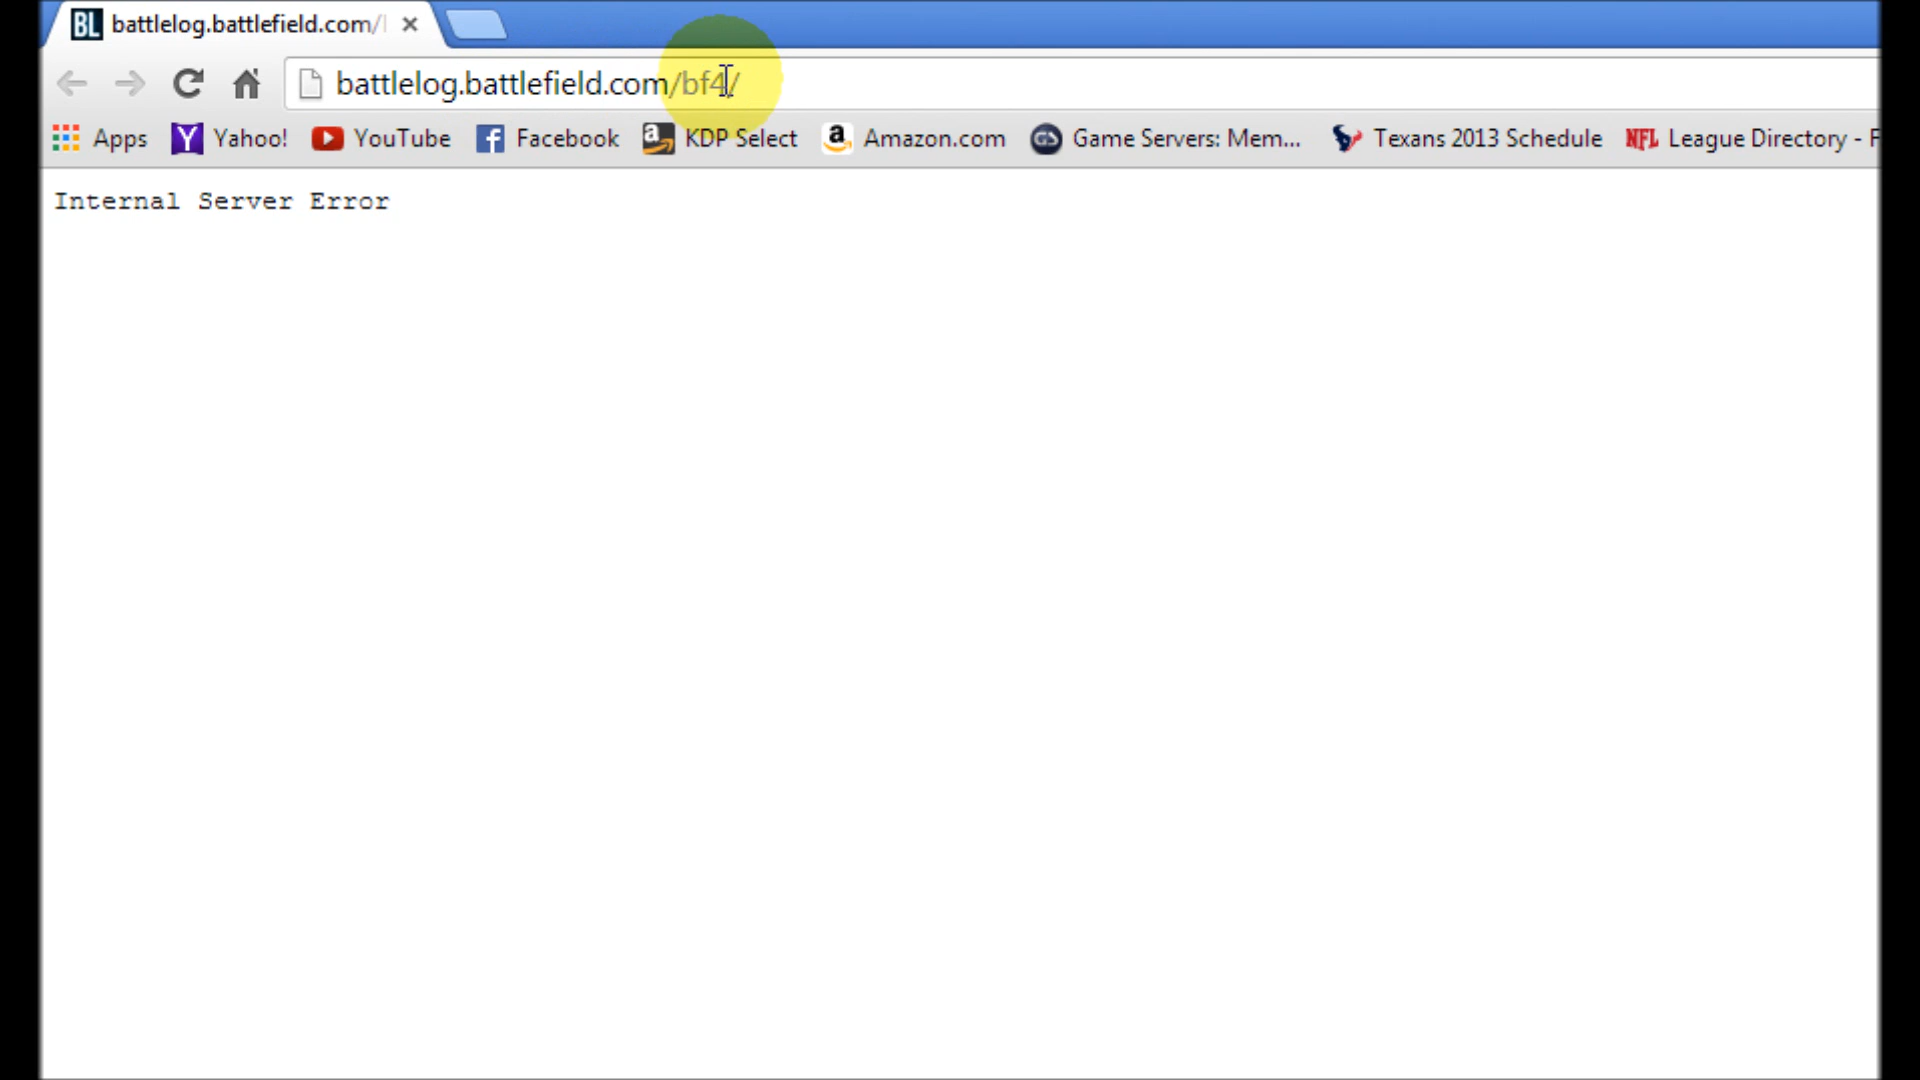 BL battlelog.battlefield.com/
battlelog.battlefield.com/bf4/
Apps Y Yahoo! YouTube f Facebook a KDP Select a Amazon.com GS Game Servers: Mem... Texans 2013 Schedule NFL League Directory - F
Internal Server Error